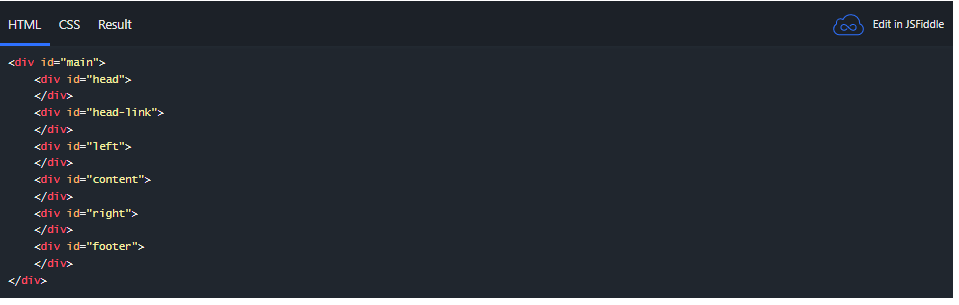 HTML CSS Result Edit in JSFiddle
<div id="main">
    <div id="head">
    </div>
    <div id="head-link">
    </div>
    <div id="left">
    </div>
    <div id="content">
    </div>
    <div id="right">
    </div>
    <div id="footer">
    </div>
</div>